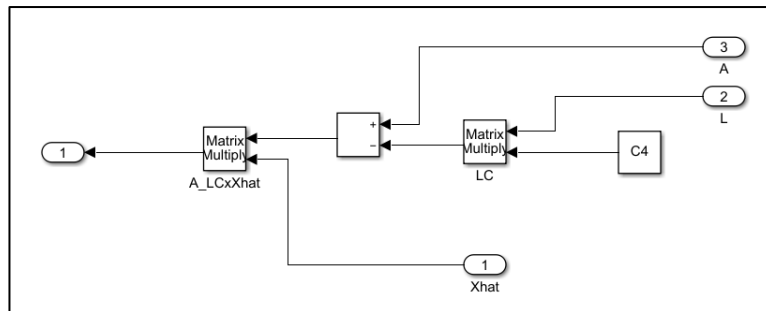 3
A
2
L
+
−
Matrix
Multiply
A_LCxXhat
Matrix
Multiply
LC
C4
1
1
Xhat